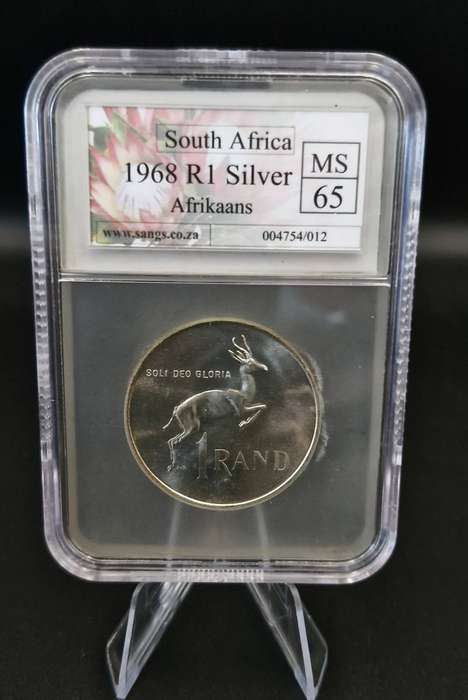 South Africa
1968 R1 Silver
Afrikaans
MS
65
www.sangs.co.za
004754/012
SOLI DEO GLORIA
1 RAND